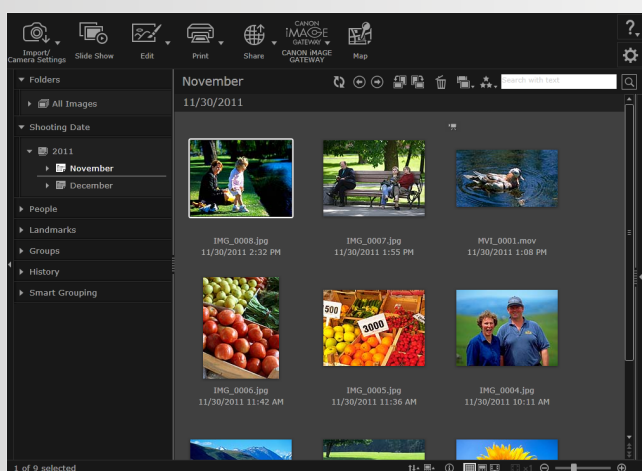 CANON
iMAGE
GATEWAY
Import/
Camera Settings
Slide Show
Edit
Print
Share
CANON iMAGE
GATEWAY
Map
?
Folders
All Images
Shooting Date
2011
November
December
People
Landmarks
Groups
History
Smart Grouping
November
Search with text
11/30/2011
IMG_0008.jpg
11/30/2011 2:32 PM
IMG_0007.jpg
11/30/2011 1:55 PM
MVI_0001.mov
11/30/2011 1:08 PM
500
3000
IMG_0006.jpg
11/30/2011 11:42 AM
IMG_0005.jpg
11/30/2011 11:36 AM
IMG_0004.jpg
11/30/2011 10:11 AM
1 of 9 selected
x1